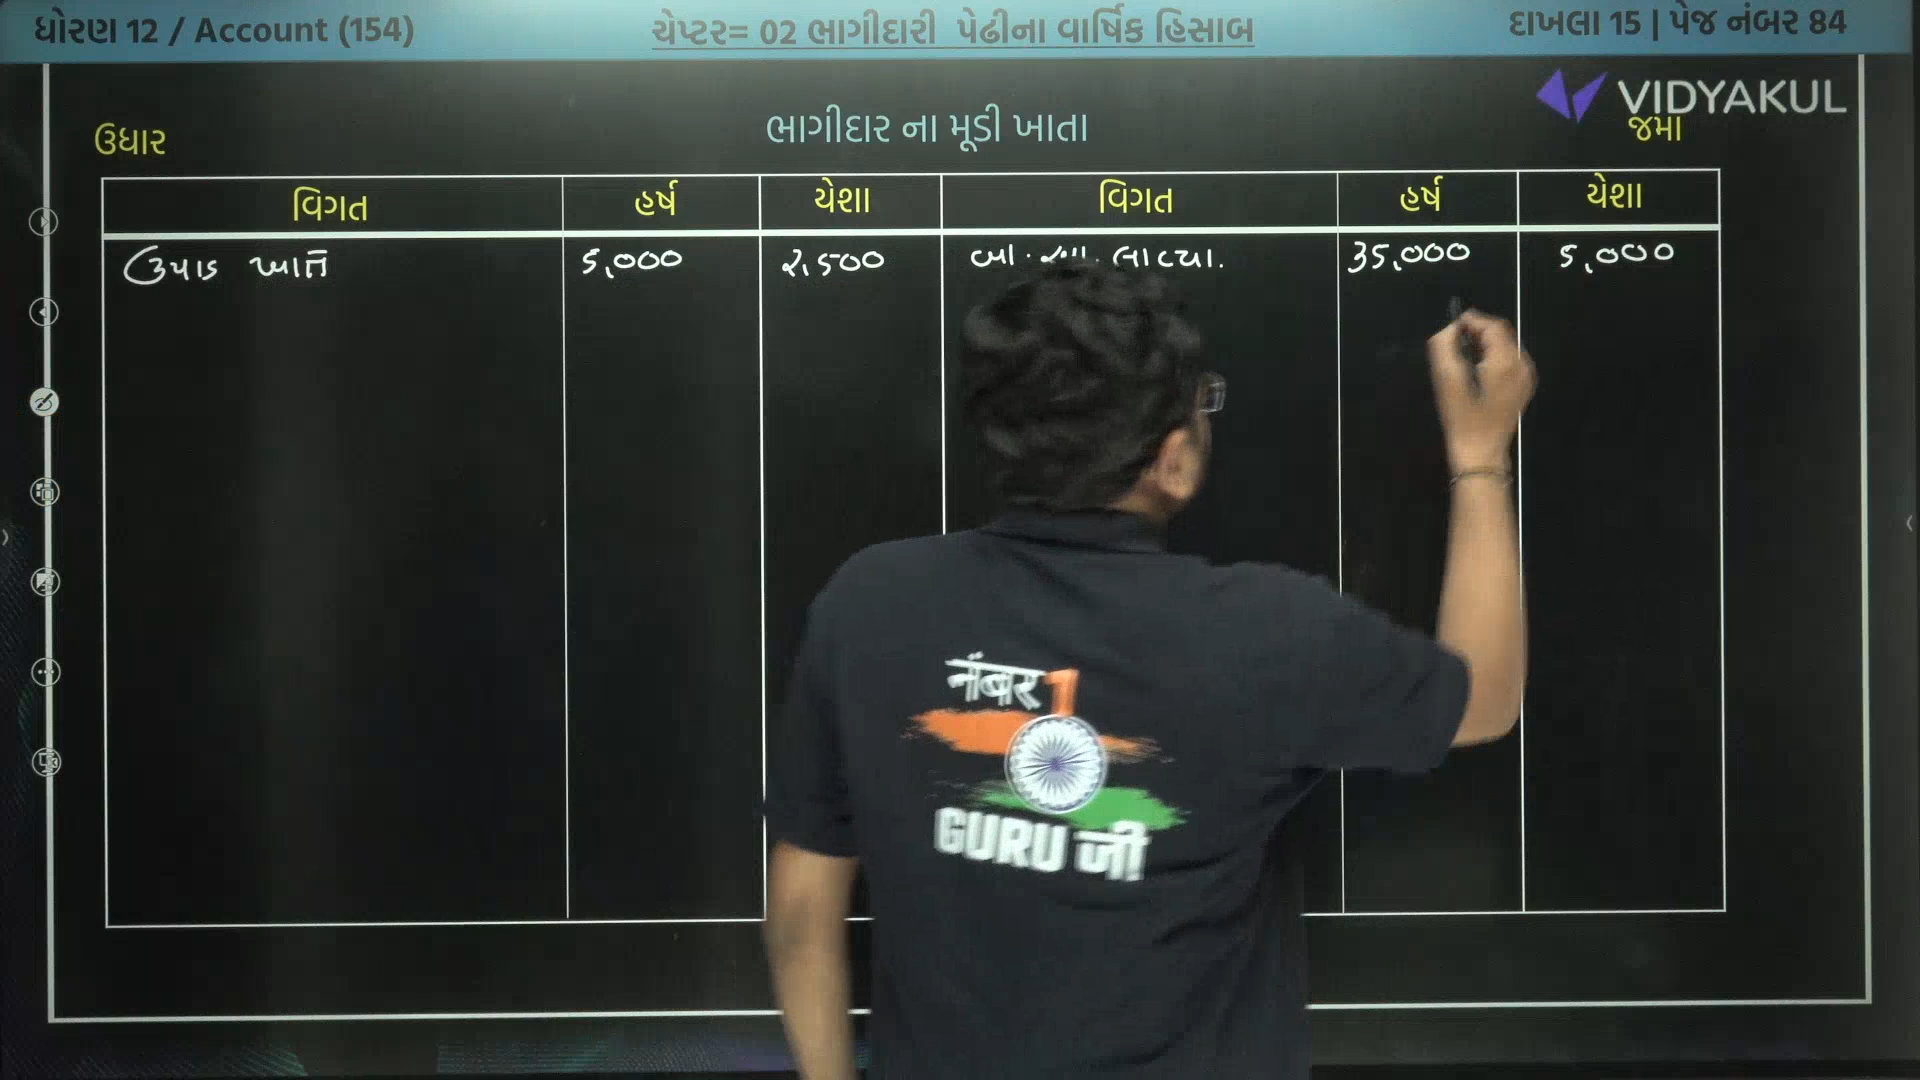 ધોરણ 12 / Account (154)
ચેપ્ટર= 02 ભાગીદારી પેઢીના વાર્ષિક હિસાબ
દાખલા 15 | પેજ નંબર 84
VIDYAKUL
ઉધાર
ભાગીદાર ના મૂડી ખાતા
જમા
વિગત હર્ષ યેશા વિગત હર્ષ યેશા
ઉપાડ ખાતે 5,000 ૨,500 લાવ્યા. 35,000 5,000
नंबर 1
GURU जी